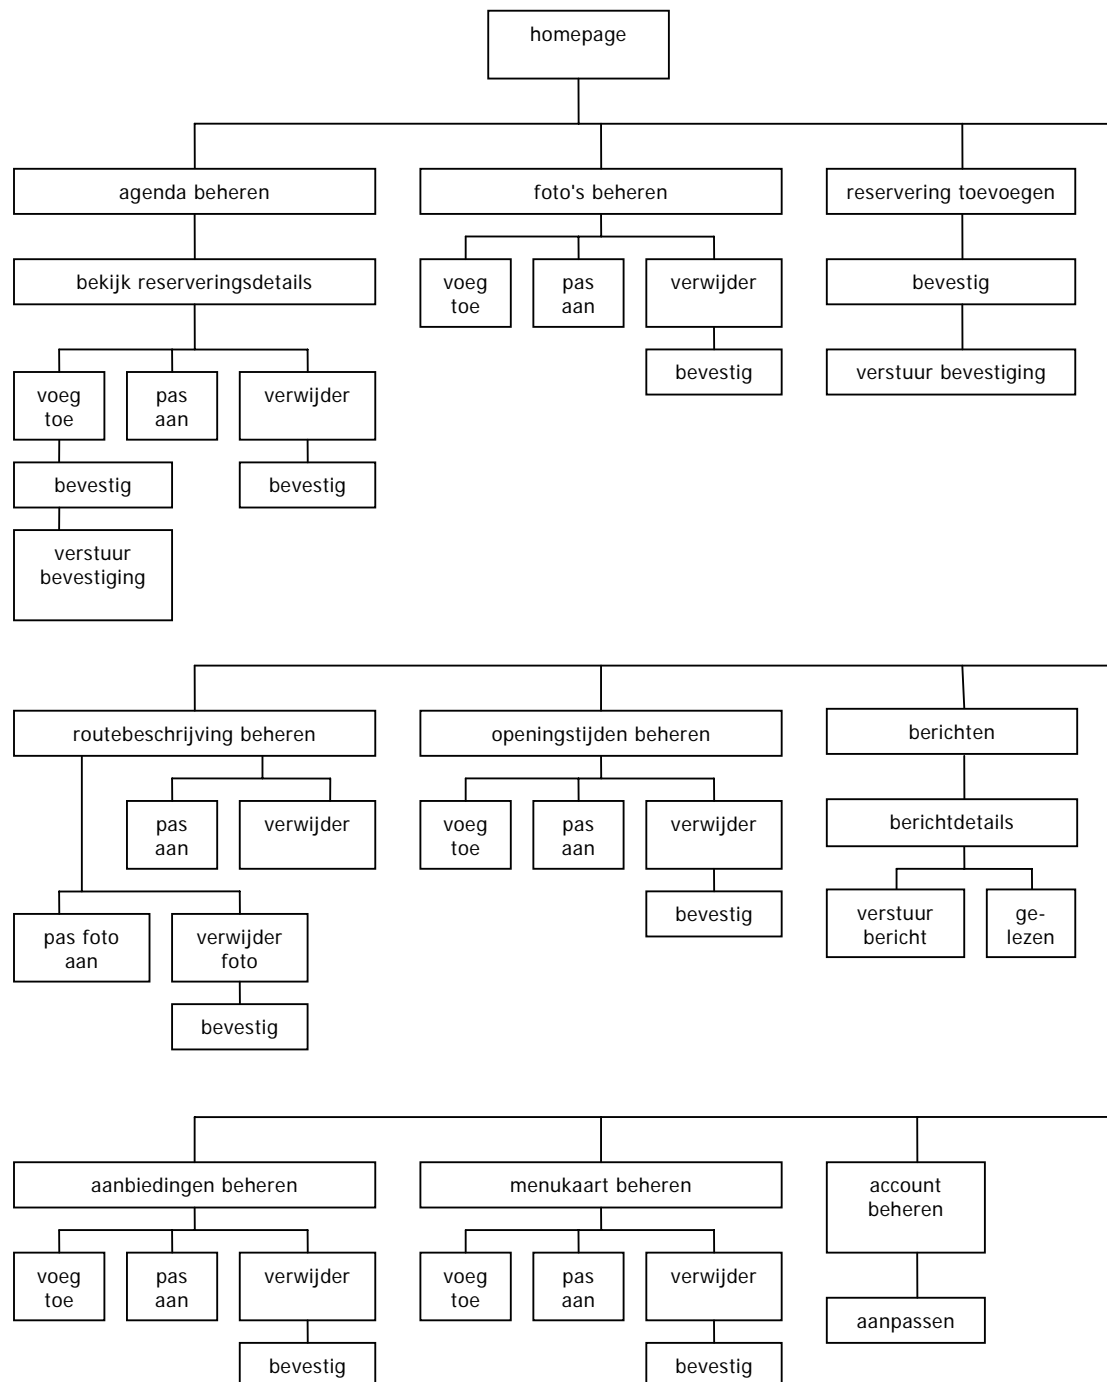 homepage
agenda beheren
foto's beheren
reservering toevoegen
bekijk reserveringsdetails
voeg
toe
pas
aan
verwijder
bevestig
bevestig
verstuur
bevestiging
voeg
toe
pas
aan
verwijder
bevestig
bevestig
verstuur bevestiging
routebeschrijving beheren
openingstijden beheren
berichten
pas
aan
verwijder
pas foto
aan
verwijder
foto
bevestig
voeg
toe
pas
aan
verwijder
bevestig
berichtdetails
verstuur
bericht
ge-
lezen
aanbiedingen beheren
menukaart beheren
account
beheren
voeg
toe
pas
aan
verwijder
bevestig
voeg
toe
pas
aan
verwijder
bevestig
aanpassen